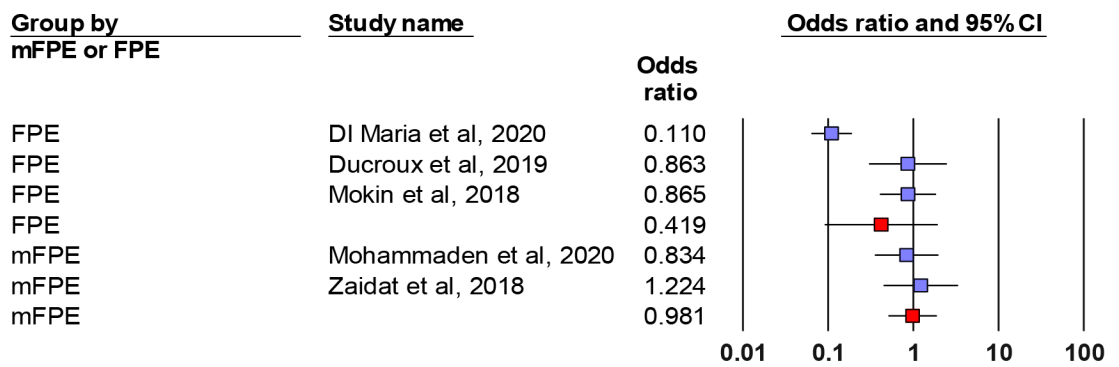 Group by Study name Odds ratio and 95% CI
mFPE or FPE
Odds
ratio
FPE DI Maria et al, 2020 0.110
FPE Ducroux et al, 2019 0.863
FPE Mokin et al, 2018 0.865
FPE 0.419
mFPE Mohammaden et al, 2020 0.834
mFPE Zaidat et al, 2018 1.224
mFPE 0.981
0.01 0.1 1 10 100